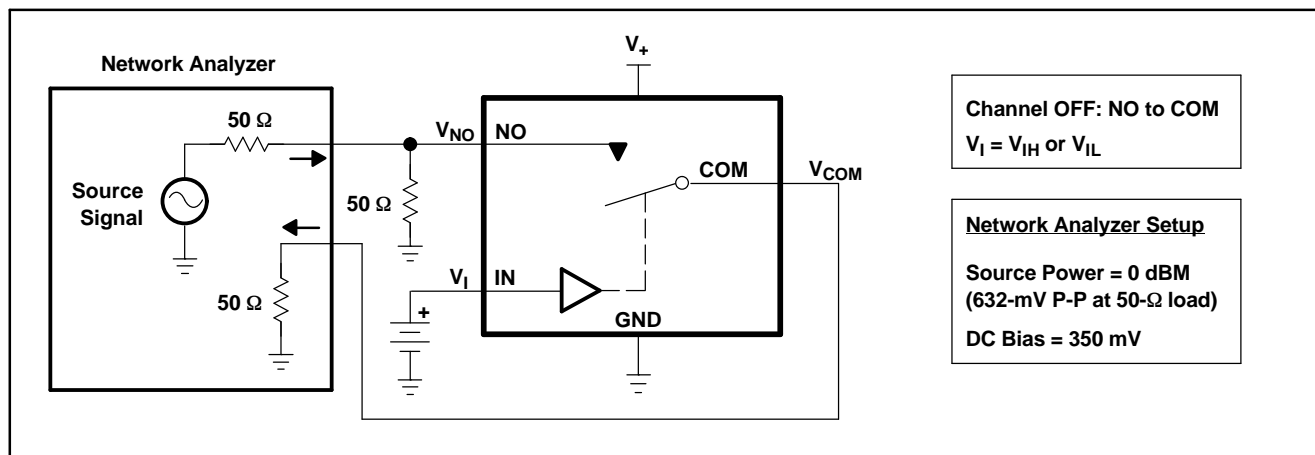 Network Analyzer
50 Ω
Source
Signal
50 Ω
50 Ω
V+
VNO NO
COM
VCOM
VI IN
+
GND
Channel OFF: NO to COM
VI = VIH or VIL
Network Analyzer Setup
Source Power = 0 dBM
(632-mV P-P at 50-Ω load)
DC Bias = 350 mV